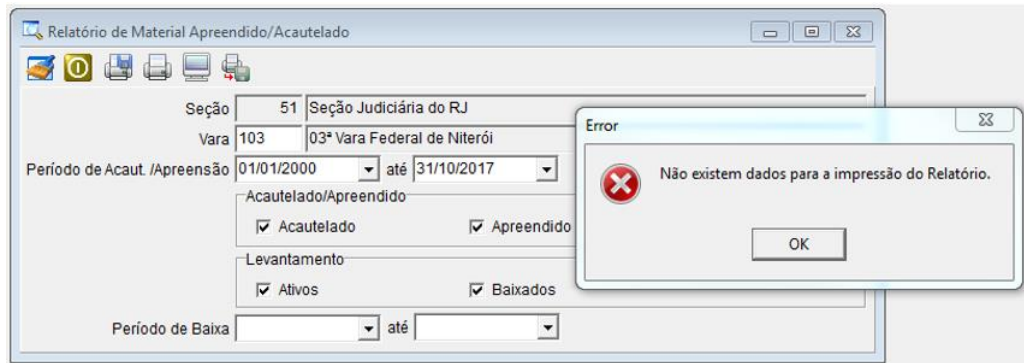 Relatório de Material Apreendido/Acautelado
Seção 51 Seção Judiciária do RJ
Vara 103 03ª Vara Federal de Niterói
Período de Acaut. /Apreensão 01/01/2000 até 31/10/2017
Acautelado/Apreendido
Acautelado Apreendido
Levantamento
Ativos Baixados
Período de Baixa até
Error
Não existem dados para a impressão do Relatório.
OK